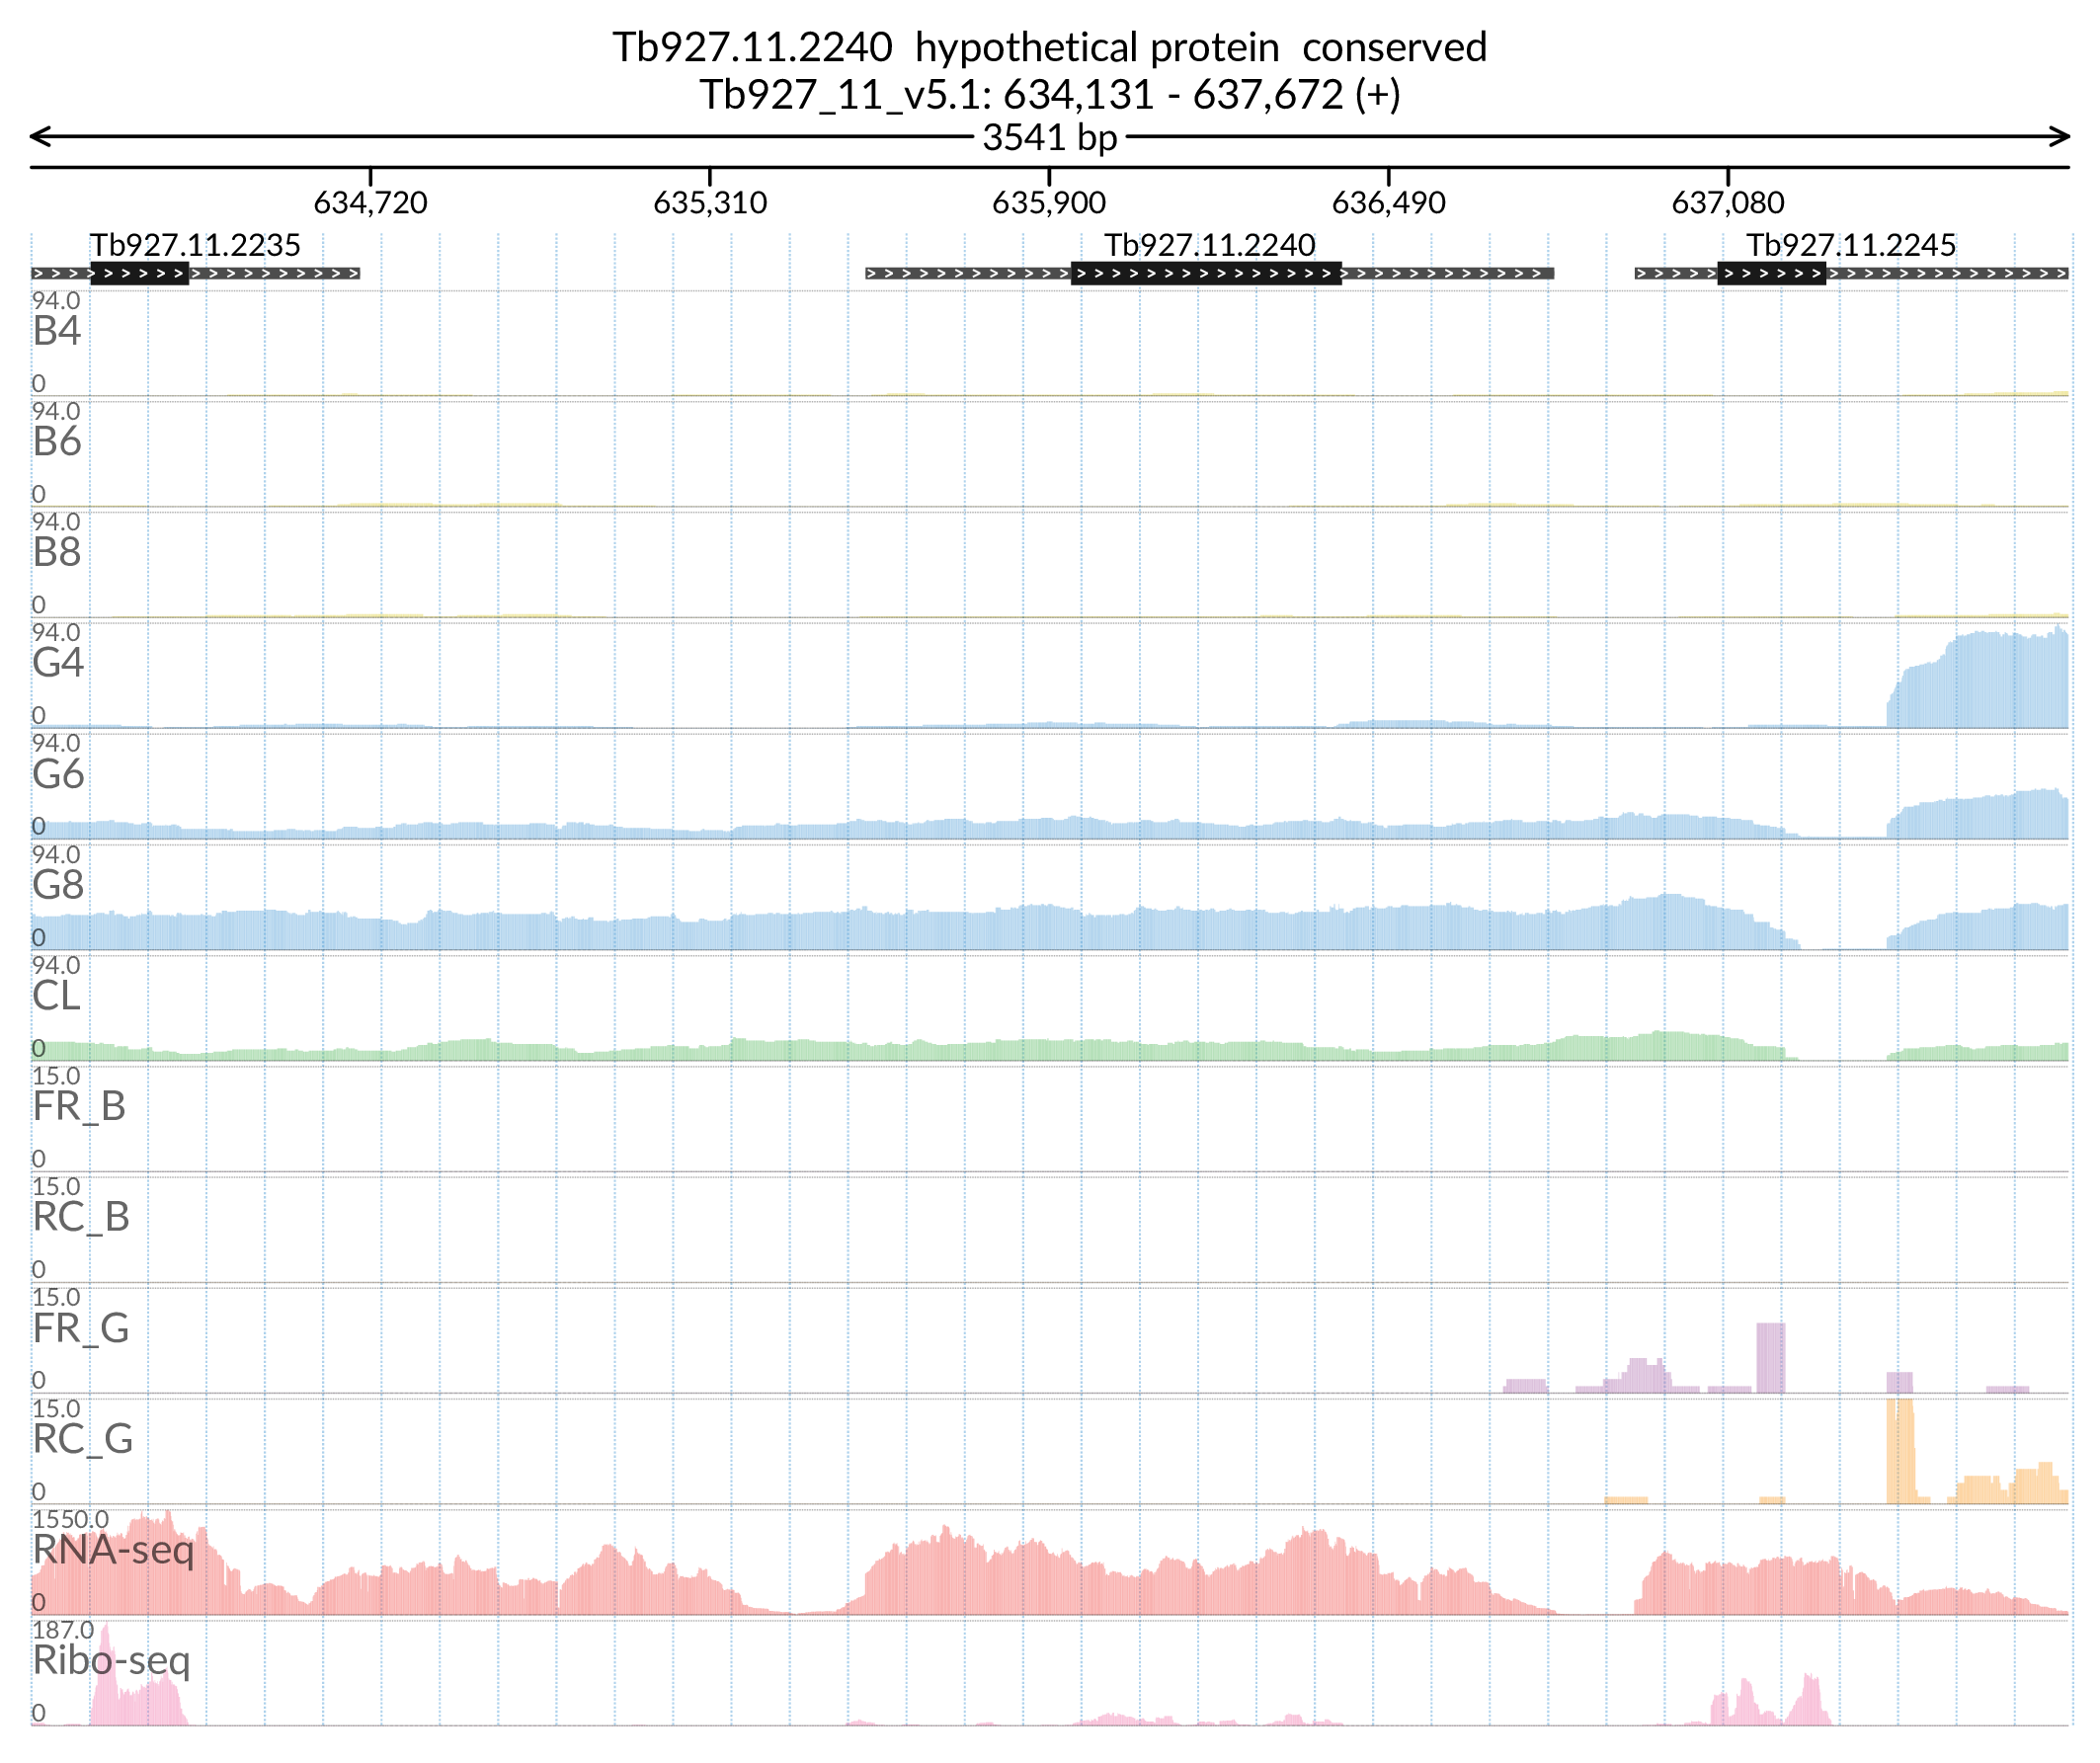 Tb927.11.2240 hypothetical protein conserved
Tb927_11_v5.1: 634,131 - 637,672 (+)
3541 bp
634,720 635,310 635,900 636,490 637,080
Tb927.11.2235 Tb927.11.2240 Tb927.11.2245
94.0
B4
0
94.0
B6
0
94.0
B8
0
94.0
G4
0
94.0
G6
0
94.0
G8
0
94.0
CL
0
15.0
FR_B
0
15.0
RC_B
0
15.0
FR_G
0
15.0
RC_G
0
1550.0
RNA-seq
0
187.0
Ribo-seq
0